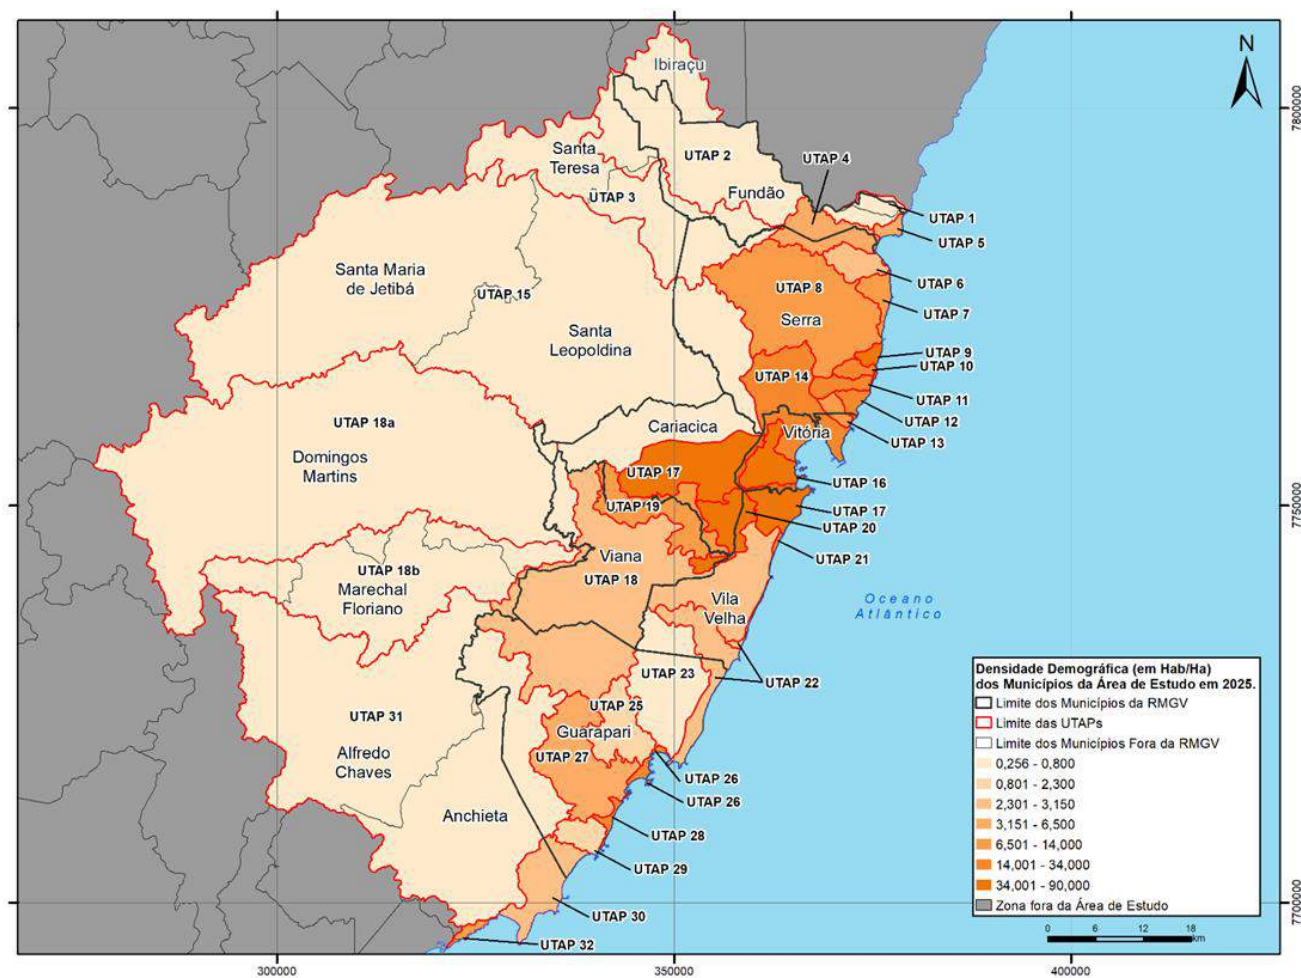 N
Ibiraçu
7800000
Santa
Teresa
UTAP 2
UTAP 4
UTAP 3
Fundão
UTAP 1
UTAP 5
Santa Maria
de Jetibá
UTAP 15
UTAP 8
UTAP 6
Serra
UTAP 7
Santa
Leopoldina
UTAP 9
UTAP 10
UTAP 14
UTAP 11
UTAP 12
UTAP 18a
Cariacica
Vitória
UTAP 13
Domingos
Martins
UTAP 17
UTAP 16
UTAP 19
UTAP 17
7750000
UTAP 20
Viana
UTAP 21
UTAP 18b
UTAP 18
Marechal
Floriano
Vila
Velha
Oceano
Atlântico
UTAP 23
UTAP 22
UTAP 31
UTAP 25
Guarapari
Alfredo
Chaves
UTAP 27
UTAP 26
UTAP 26
Anchieta
UTAP 28
UTAP 29
UTAP 30
UTAP 32
Densidade Demográfica (em Hab/Ha)
dos Municípios da Área de Estudo em 2025.
Limite dos Municípios da RMGV
Limite das UTAPs
Limite dos Municípios Fora da RMGV
0,256 - 0,800
0,801 - 2,300
2,301 - 3,150
3,151 - 6,500
6,501 - 14,000
14,001 - 34,000
34,001 - 90,000
Zona fora da Área de Estudo
7700000
0 6 12 18
km
300000 350000 400000